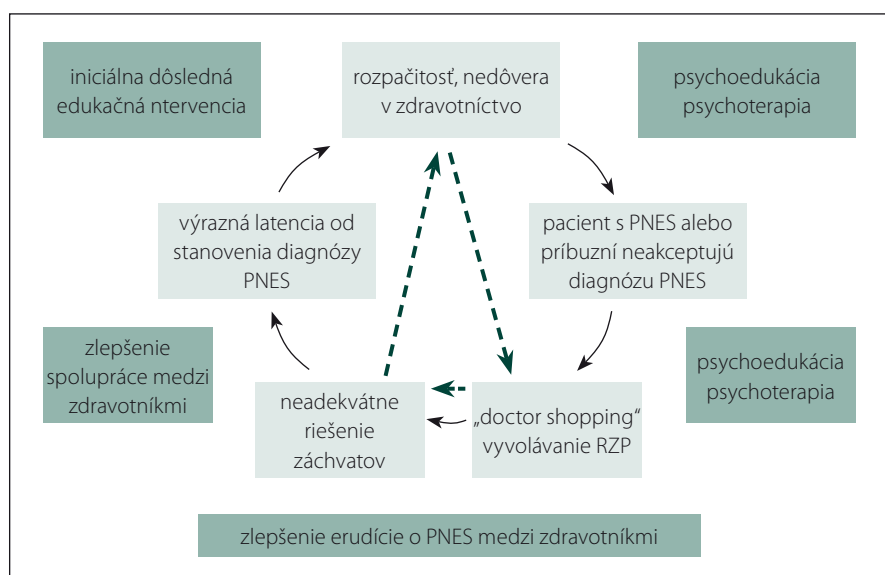 iniciálna dôsledná
edukačná ntervencia
rozpačitosť, nedôvera
v zdravotníctvo
psychoedukácia
psychoterapia
výrazná latencia od
stanovenia diagnózy
PNES
pacient s PNES alebo
príbuzní neakceptujú
diagnózu PNES
zlepšenie
spolupráce medzi
zdravotníkmi
neadekvátne
riešenie
záchvatov
„doctor shopping“
vyvolávanie RZP
psychoedukácia
psychoterapia
zlepšenie erudície o PNES medzi zdravotníkmi